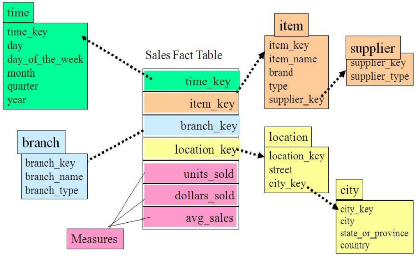 time
time_key
day
day_of_the_week
month
quarter
year
Sales Fact Table
time_key
item_key
branch_key
location_key
units_sold
dollars_sold
avg_sales
Measures
branch
branch_key
branch_name
branch_type
item
item_key
item_name
brand
type
supplier_key
supplier
supplier_key
supplier_type
location
location_key
street
city_key
city
city_key
city
state_or_province
country